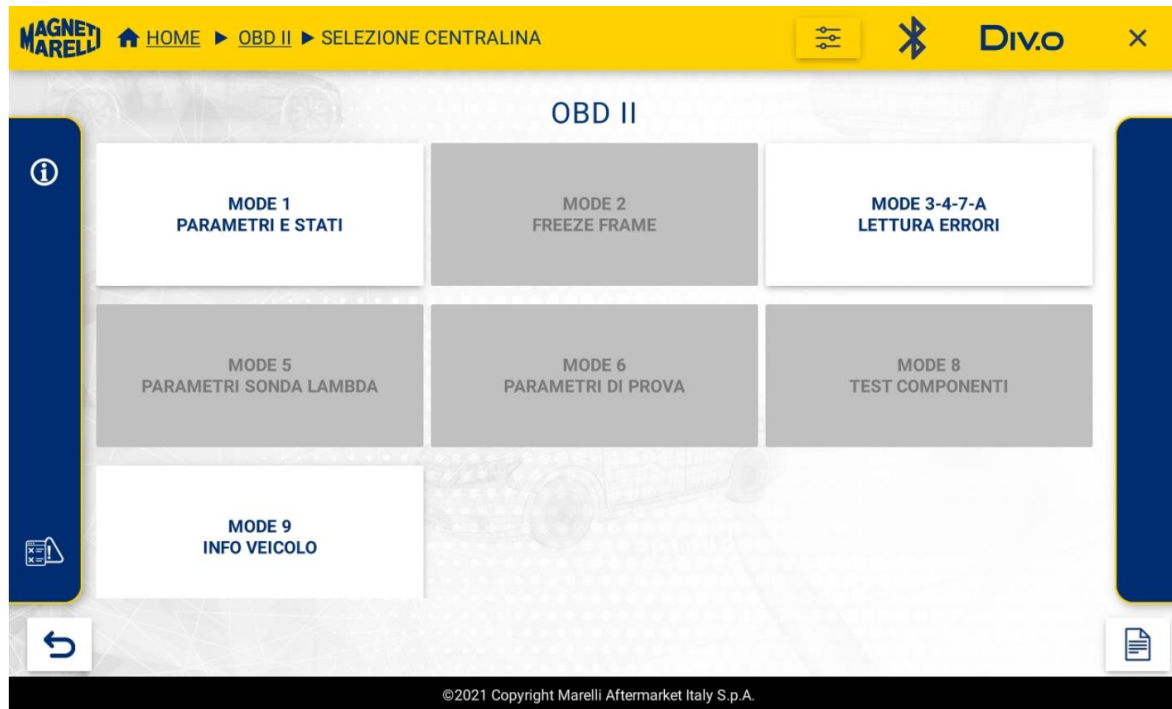 MAGNETI
MARELLI
HOME ▶ OBD II ▶ SELEZIONE CENTRALINA
DIV.O
OBD II
MODE 1
PARAMETRI E STATI
MODE 2
FREEZE FRAME
MODE 3-4-7-A
LETTURA ERRORI
MODE 5
PARAMETRI SONDA LAMBDA
MODE 6
PARAMETRI DI PROVA
MODE 8
TEST COMPONENTI
MODE 9
INFO VEICOLO
©2021 Copyright Marelli Aftermarket Italy S.p.A.